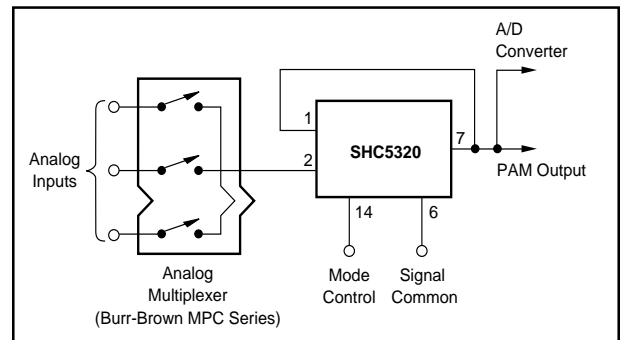 A/D
Converter
1
2
SHC5320
7
PAM Output
Analog
Inputs
14
6
Mode
Control
Signal
Common
Analog
Multiplexer
(Burr-Brown MPC Series)